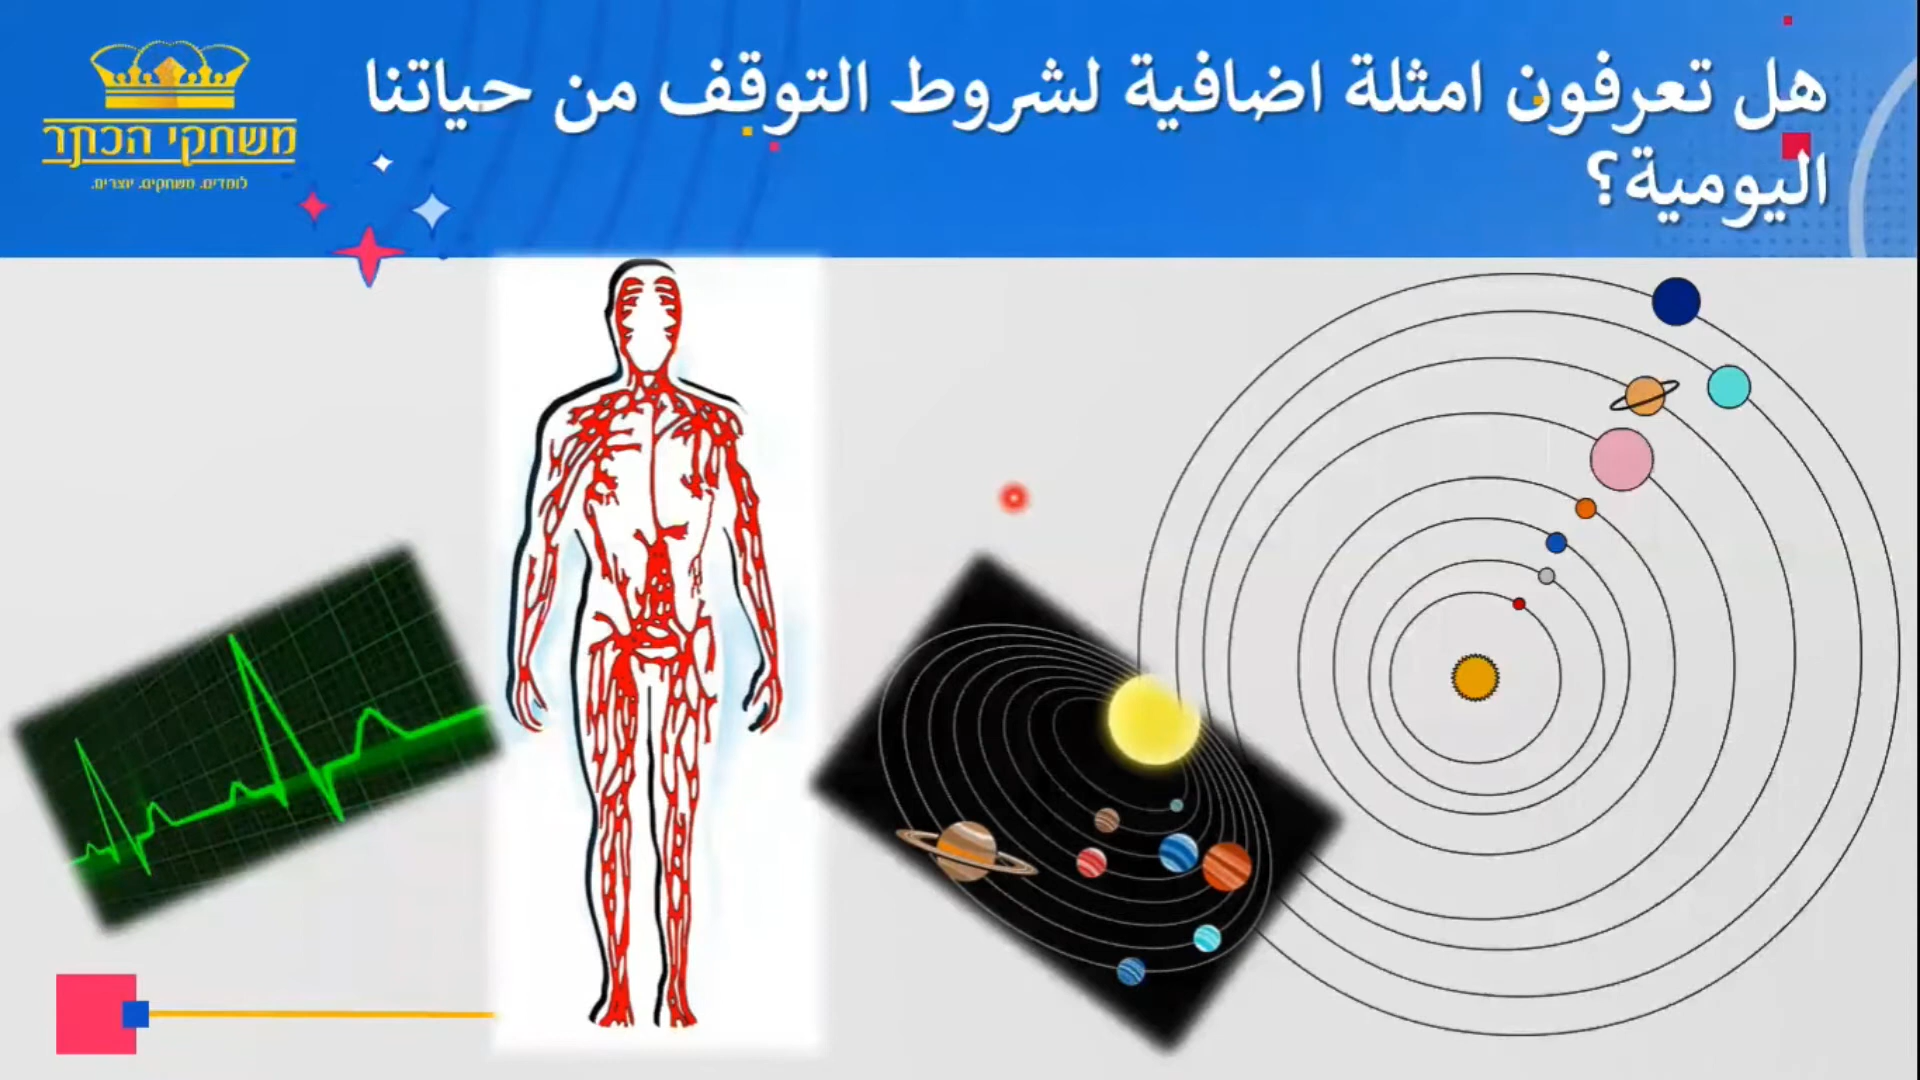 هل تعرفون امثلة اضافية لشروط التوقف من حياتنا
اليومية؟
משחקי הכתר
לומדים. משחקים. יוצרים.